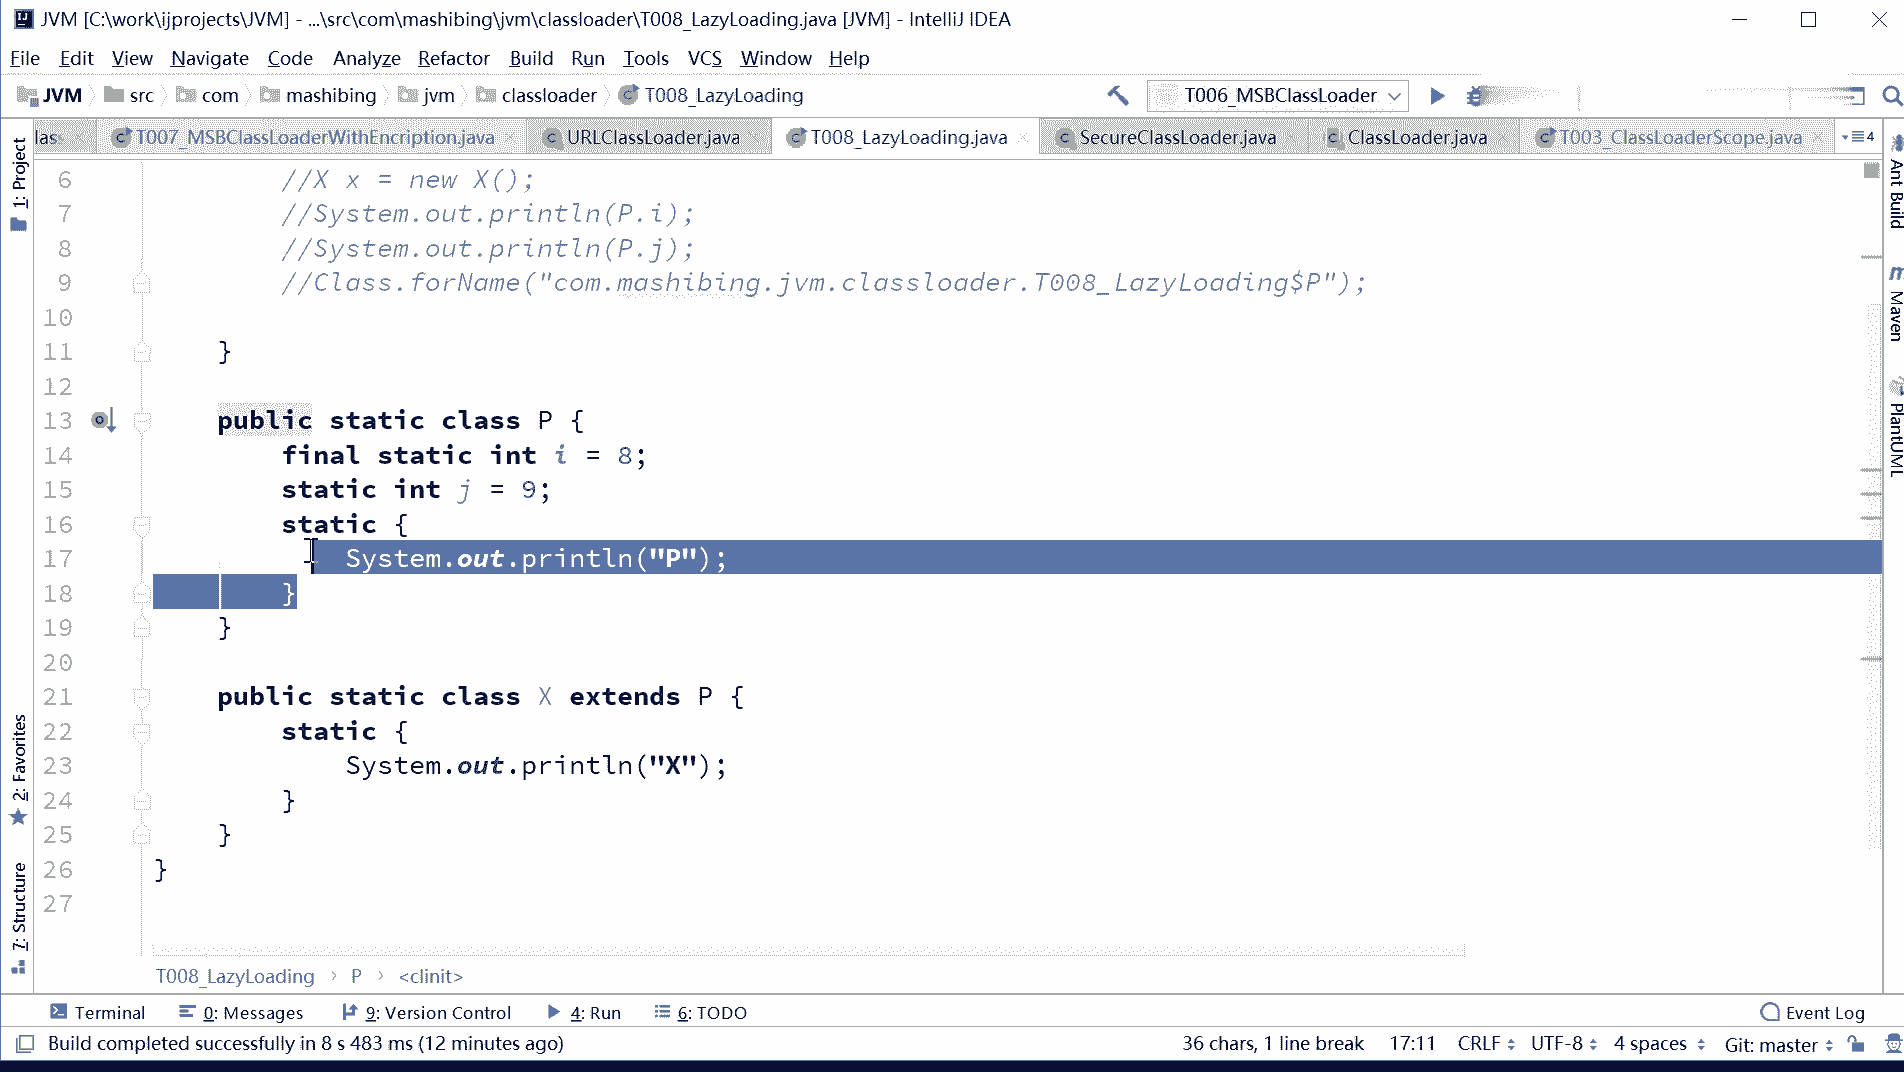 JVM [C:\work\ijprojects\JVM] - ...\src\com\mashibing\jvm\classloader\T008_LazyLoading.java [JVM] - IntelliJ IDEA
File Edit View Navigate Code Analyze Refactor Build Run Tools VCS Window Help
JVM src com mashibing jvm classloader T008_LazyLoading T006_MSBClassLoader
las T007_MSBClassLoaderWithEncription.java URLClassLoader.java T008_LazyLoading.java SecureClassLoader.java ClassLoader.java T003_ClassLoaderScope.java 4
1: Project
2: Favorites
7: Structure
6 //X x = new X();
7 //System.out.println(P.i);
8 //System.out.println(P.j);
9 //Class.forName("com.mashibing.jvm.classloader.T008_LazyLoading$P");
10
11 }
12
13 public static class P {
14 final static int i = 8;
15 static int j = 9;
16 static {
17 System.out.println("P");
18 }
19 }
20
21 public static class X extends P {
22 static {
23 System.out.println("X");
24 }
25 }
26 }
27
Ant Build
Maven
PlantUML
T008_LazyLoading › P › <clinit>
Terminal 0: Messages 9: Version Control 4: Run 6: TODO Event Log
Build completed successfully in 8 s 483 ms (12 minutes ago) 36 chars, 1 line break 17:11 CRLF UTF-8 4 spaces Git: master